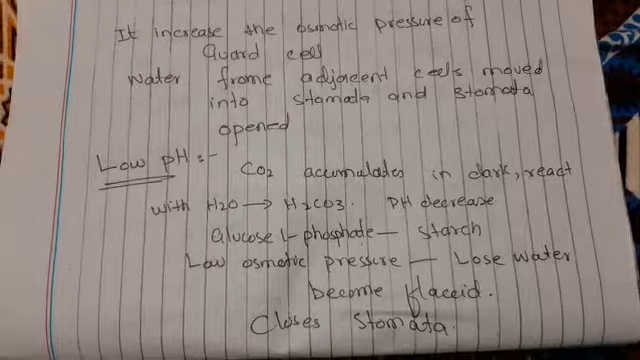 It increase the osmotic pressure of
Guard cell
Water frome adjacent cells moved
into stomada and stomata
opened
Low pH :-
CO2 accumalates in dark, react
with H2O → H2CO3. PH decrease
Glucose 1-phosphate — starch
Low osmotic pressure — Lose water
become flaccid.
Closes Stomata.